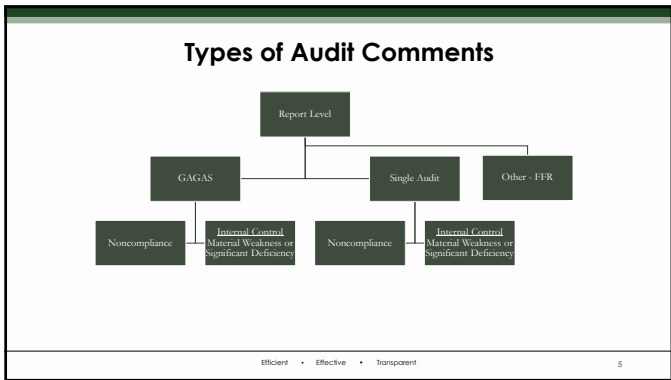 Types of Audit Comments
Report Level
GAGAS
Single Audit
Other - FFR
Noncompliance
Internal Control
Material Weakness or
Significant Deficiency
Noncompliance
Internal Control
Material Weakness or
Significant Deficiency
Efficient • Effective • Transparent
5